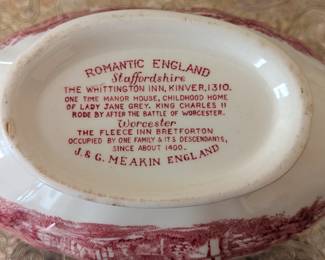 ROMANTIC ENGLAND
Staffordshire
THE WHITTINGTON INN, KINVER, 1310.
ONE TIME MANOR HOUSE, CHILDHOOD HOME
OF LADY JANE GREY. KING CHARLES II
RODE BY AFTER THE BATTLE OF WORCESTER.
Worcester
THE FLEECE INN BRETFORTON
OCCUPIED BY ONE FAMILY & ITS DESCENDANTS,
SINCE ABOUT 1400.
J. & G. MEAKIN ENGLAND